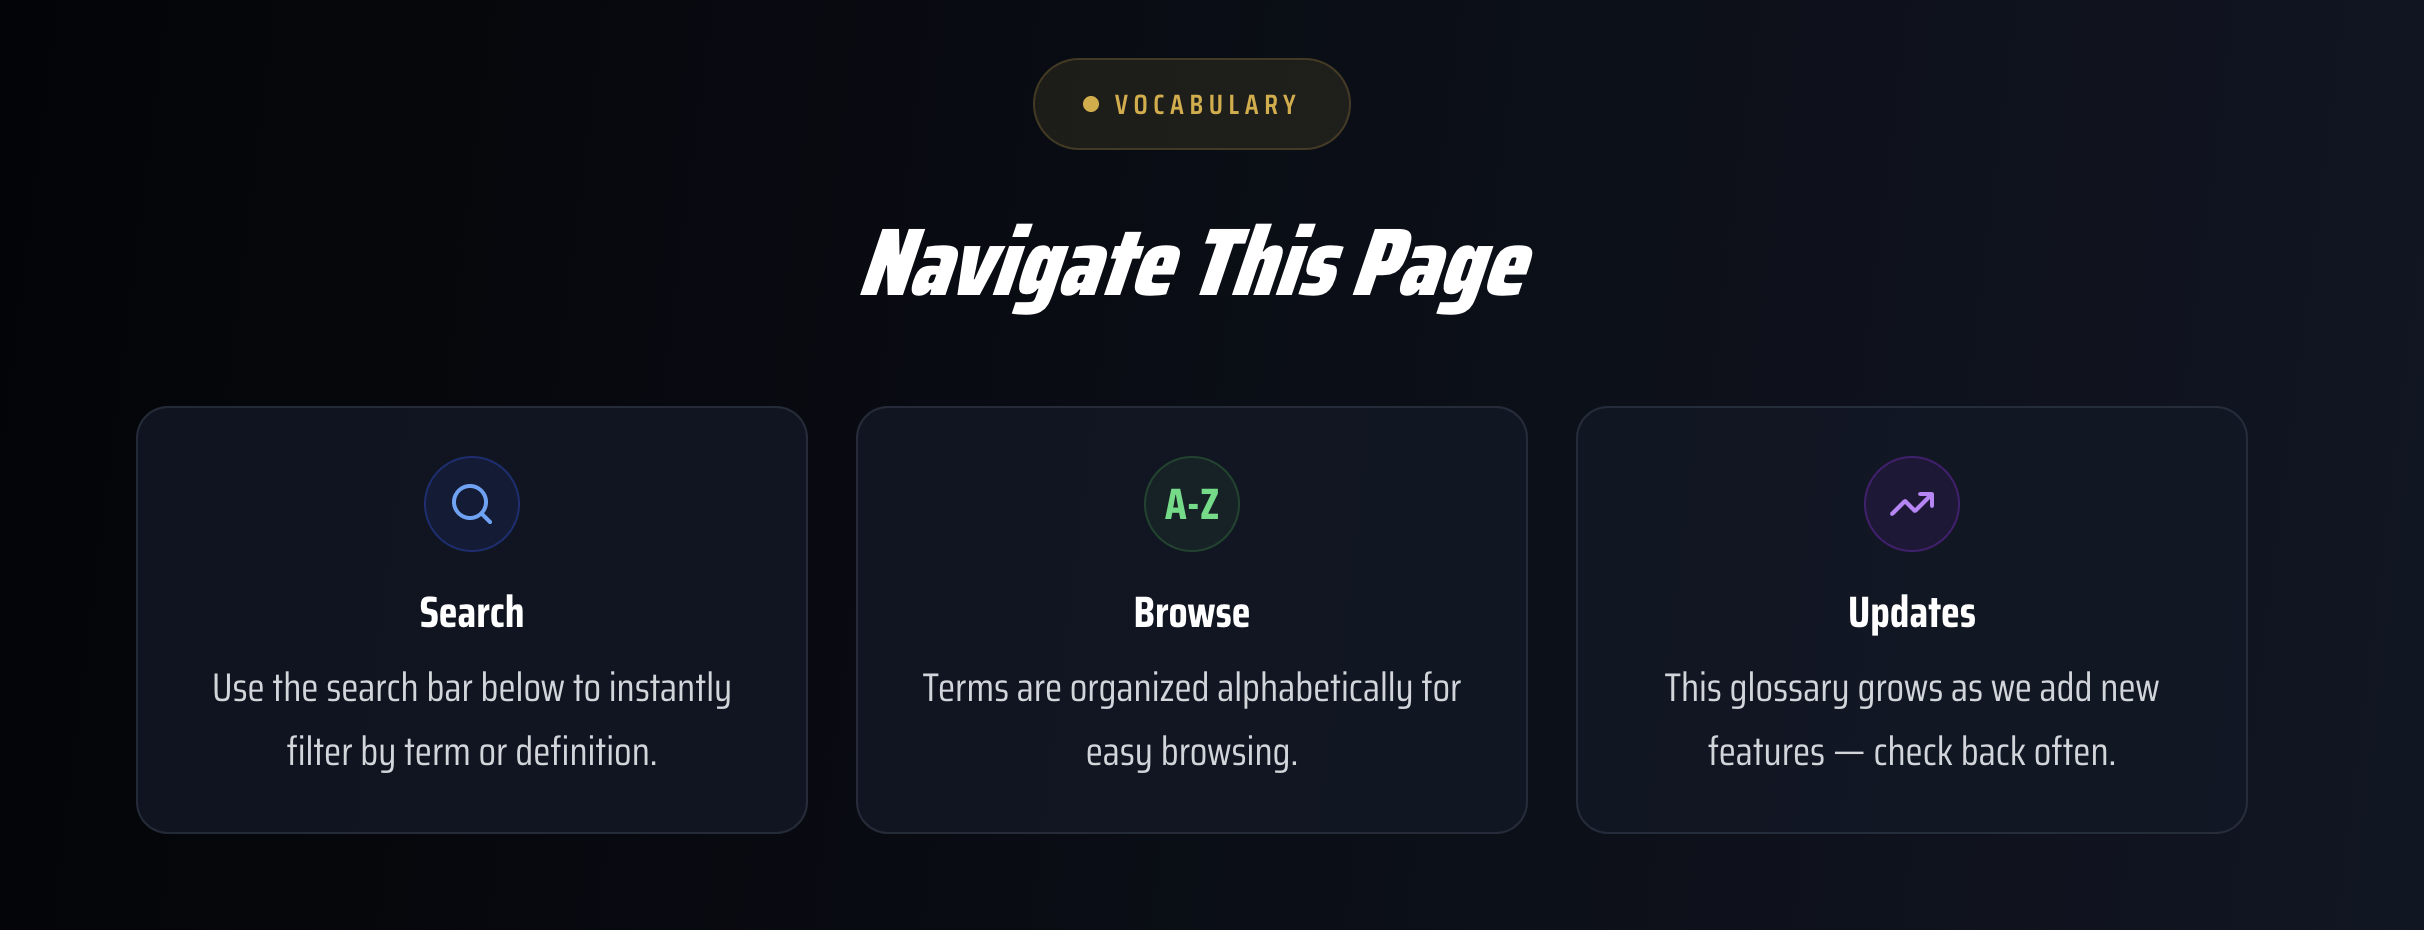 VOCABULARY
Navigate This Page
A-Z
Search
Use the search bar below to instantly
filter by term or definition.
Browse
Terms are organized alphabetically for
easy browsing.
Updates
This glossary grows as we add new
features — check back often.